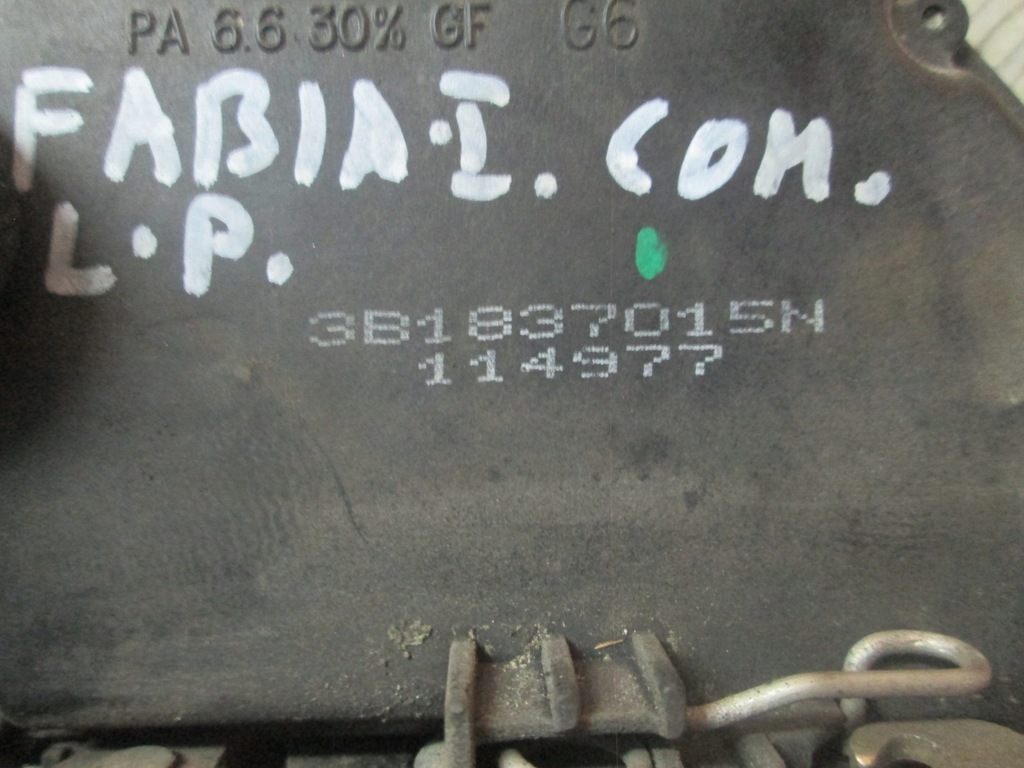 PA 6.6 30% GF G6
FABIA·I. COM.
L.P.
3B1837015N
114977